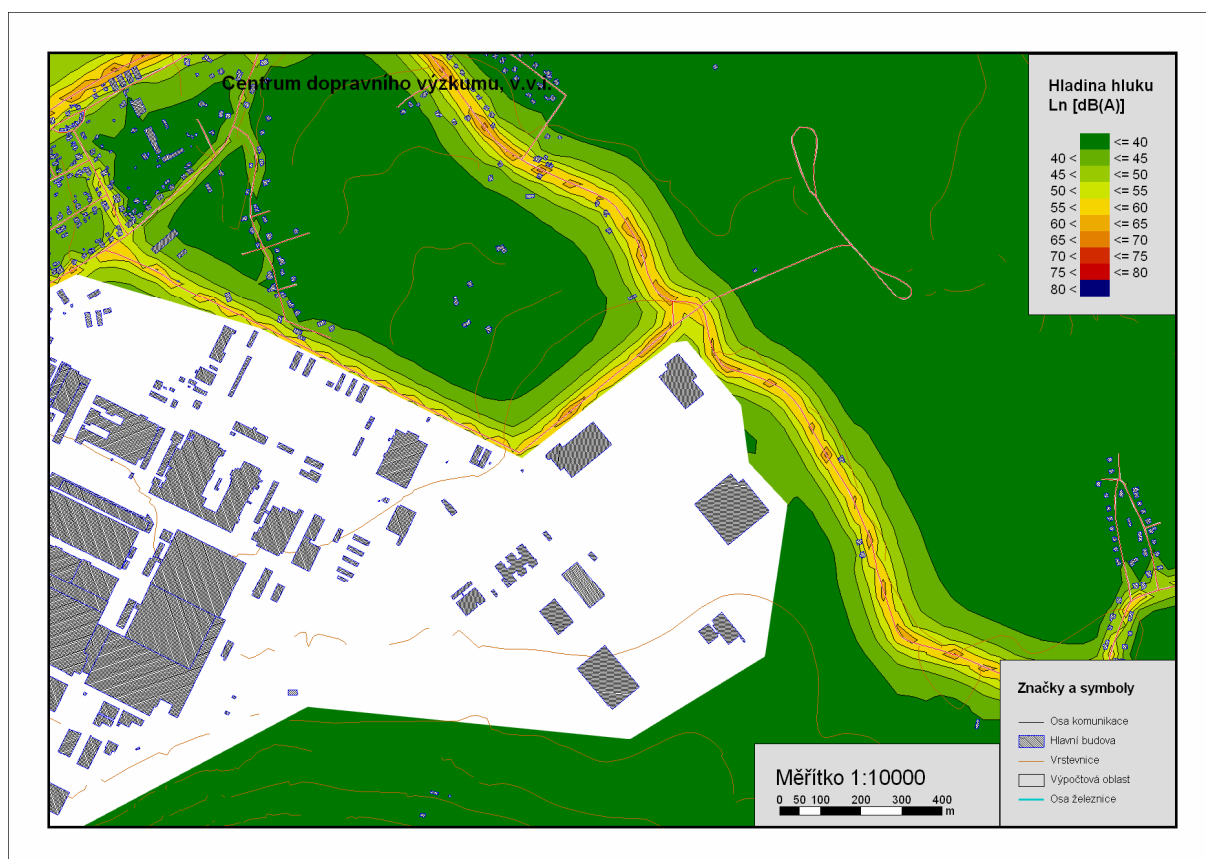 Centrum dopravního výzkumu, v.v.i.
Hladina hluku
Ln [dB(A)]
<= 40
40 < <= 45
45 < <= 50
50 < <= 55
55 < <= 60
60 < <= 65
65 < <= 70
70 < <= 75
75 < <= 80
80 <
Značky a symboly
Osa komunikace
Hlavní budova
Vrstevnice
Výpočtová oblast
Osa železnice
Měřítko 1:10000
0 50 100 200 300 400
m